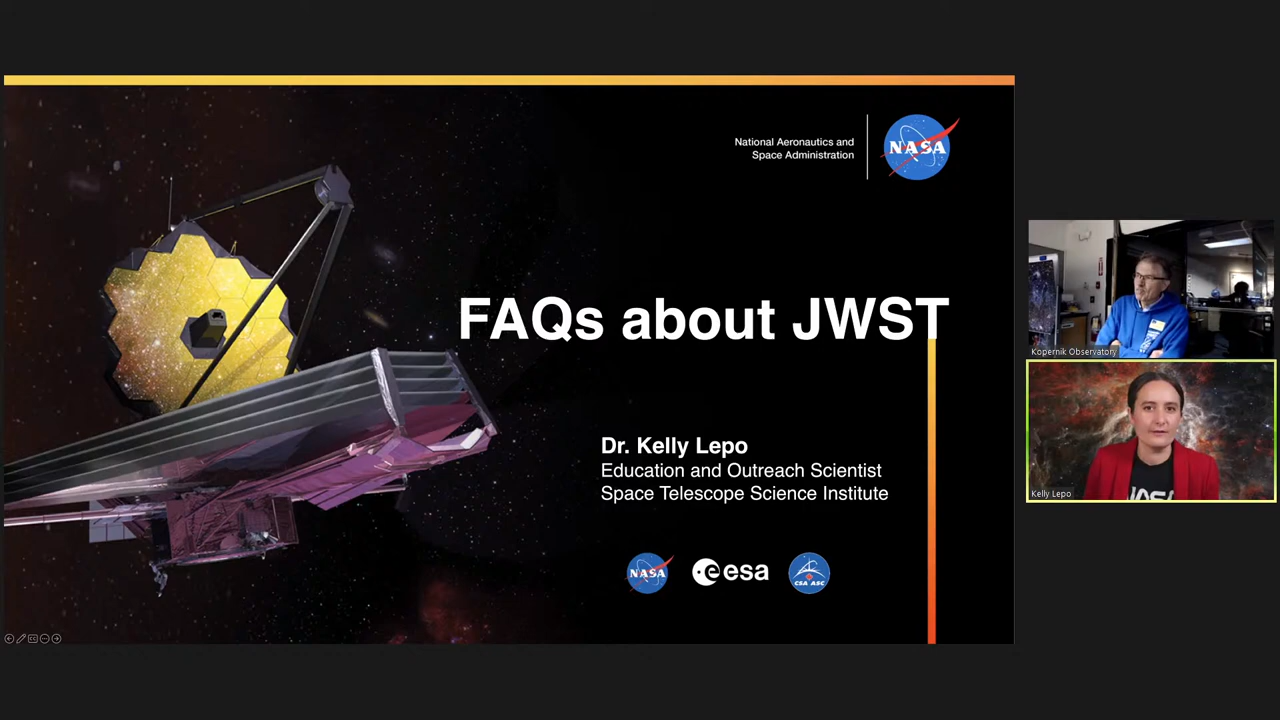 National Aeronautics and
Space Administration
NASA
FAQs about JWST
Dr. Kelly Lepo
Education and Outreach Scientist
Space Telescope Science Institute
NASA
esa
CSA ASC
Kopernik Observatory
NASA
Kelly Lepo